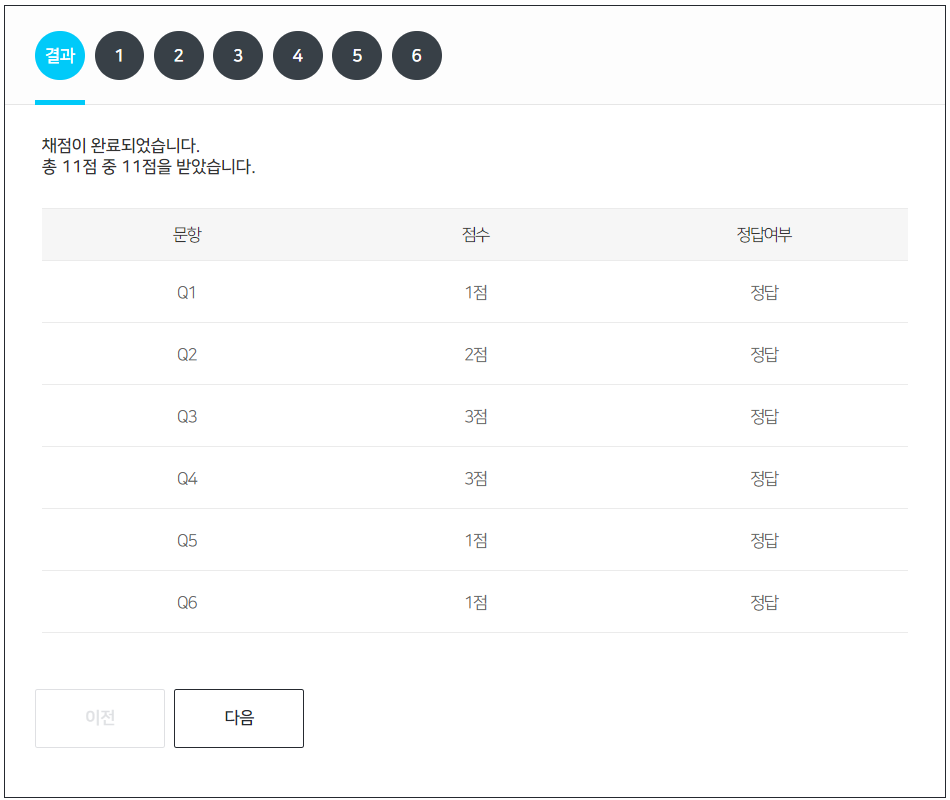 결과 1 2 3 4 5 6
채점이 완료되었습니다.
총 11점 중 11점을 받았습니다.
문항 점수 정답여부
Q1 1점 정답
Q2 2점 정답
Q3 3점 정답
Q4 3점 정답
Q5 1점 정답
Q6 1점 정답
이전 다음